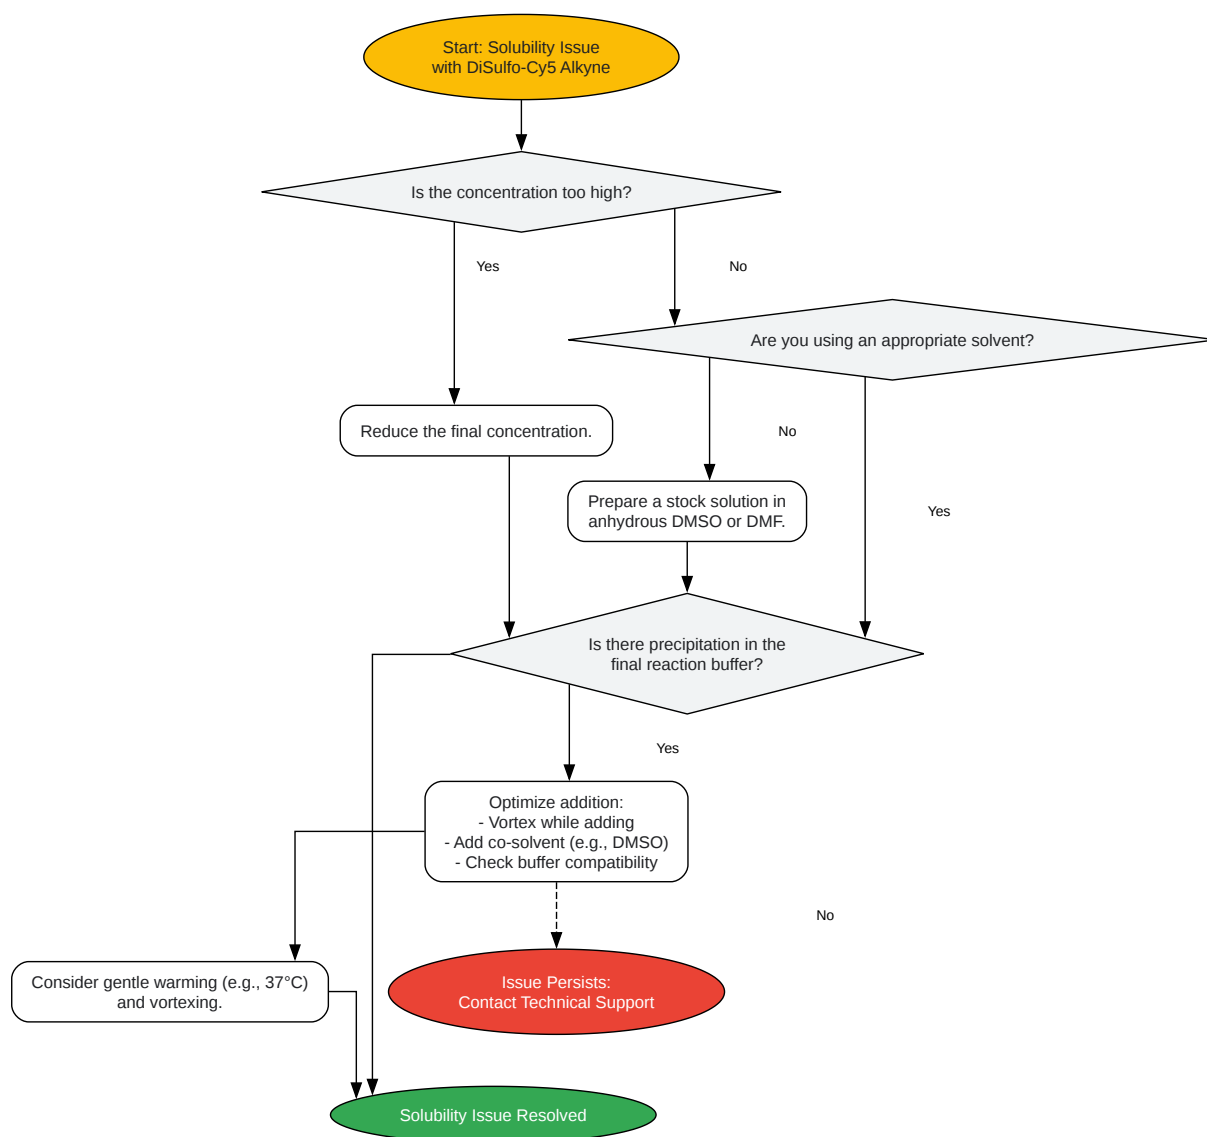 Start: Solubility Issue
with DiSulfo-Cy5 Alkyne
Is the concentration too high?
Yes
No
Are you using an appropriate solvent?
Reduce the final concentration.
No
Prepare a stock solution in
anhydrous DMSO or DMF.
Yes
Is there precipitation in the
final reaction buffer?
Yes
Optimize addition:
- Vortex while adding
- Add co-solvent (e.g., DMSO)
- Check buffer compatibility
No
Consider gentle warming (e.g., 37°C)
and vortexing.
Issue Persists:
Contact Technical Support
Solubility Issue Resolved